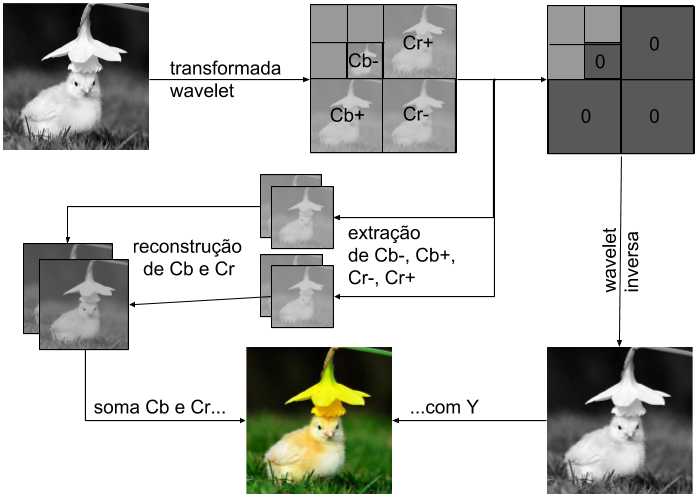 transformada
wavelet
Cb-
Cr+
Cb+
Cr-
0
0
0
0
extração
de Cb-, Cb+,
Cr-, Cr+
reconstrução
de Cb e Cr
wavelet
inversa
soma Cb e Cr...
...com Y